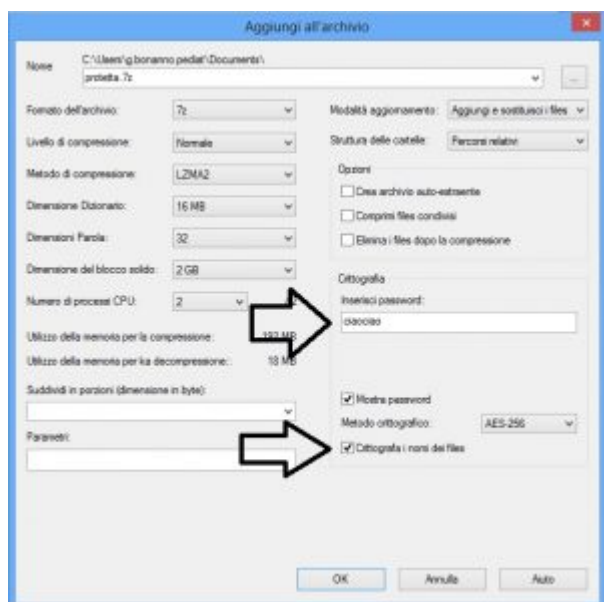 Aggiungi all'archivio
Nome
C:\Users\g.bonanno.pediat\Documents\
protetta.7z
...
Formato dell'archivio:
7z
Livello di compressione:
Normale
Metodo di compressione:
LZMA2
Dimensione Dizionario:
16 MB
Dimensioni Parola:
32
Dimensione del blocco solido:
2 GB
Numero di processi CPU:
2
Utilizzo della memoria per la compressione:
192 MB
Utilizzo della memoria per ka decompressione:
18 MB
Suddividi in porzioni (dimensione in byte):
Parametri:
Modalità aggiornamento:
Aggiungi e sostituisci i files
Struttura delle cartelle:
Percorsi relativi
Opzioni
Crea archivio auto-estraente
Comprimi files condivisi
Elimina i files dopo la compressione
Crittografia
Inserisci password:
ciaociao
Mostra password
Metodo crittografico:
AES-256
Crittografa i nomi dei files
OK
Annulla
Aiuto